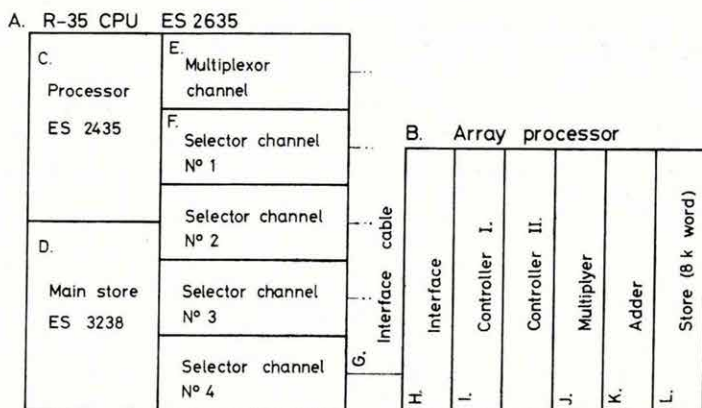 A. R-35 CPU ES 2635
C.
Processor
ES 2435
D.
Main store
ES 3238
E.
Multiplexor
channel
F.
Selector channel
Nº 1
Selector channel
Nº 2
Selector channel
Nº 3
Selector channel
Nº 4
G. Interface cable
B. Array processor
H. Interface
I. Controller I.
Controller II.
J. Multiplyer
K. Adder
L. Store (8 k word)